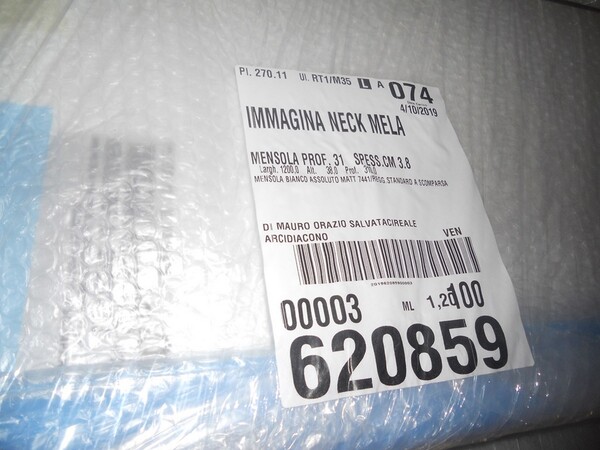 Pl. 270.11 Ul. RT1/M35 L A 074
4/10/2019
IMMAGINA NECK MELA
MENSOLA PROF. 31 SPESS.CM 3.8
Largh. 1200,0 Alt. 38,0 Prof. 310,0
MENSOLA BIANCO ASSOLUTO MATT 7441/REGG.STANDARD A SCOMPARSA
DI MAURO ORAZIO SALVATACIREALE
ARCIDIACONO
VEN
00003 ML 1,20 100
620859